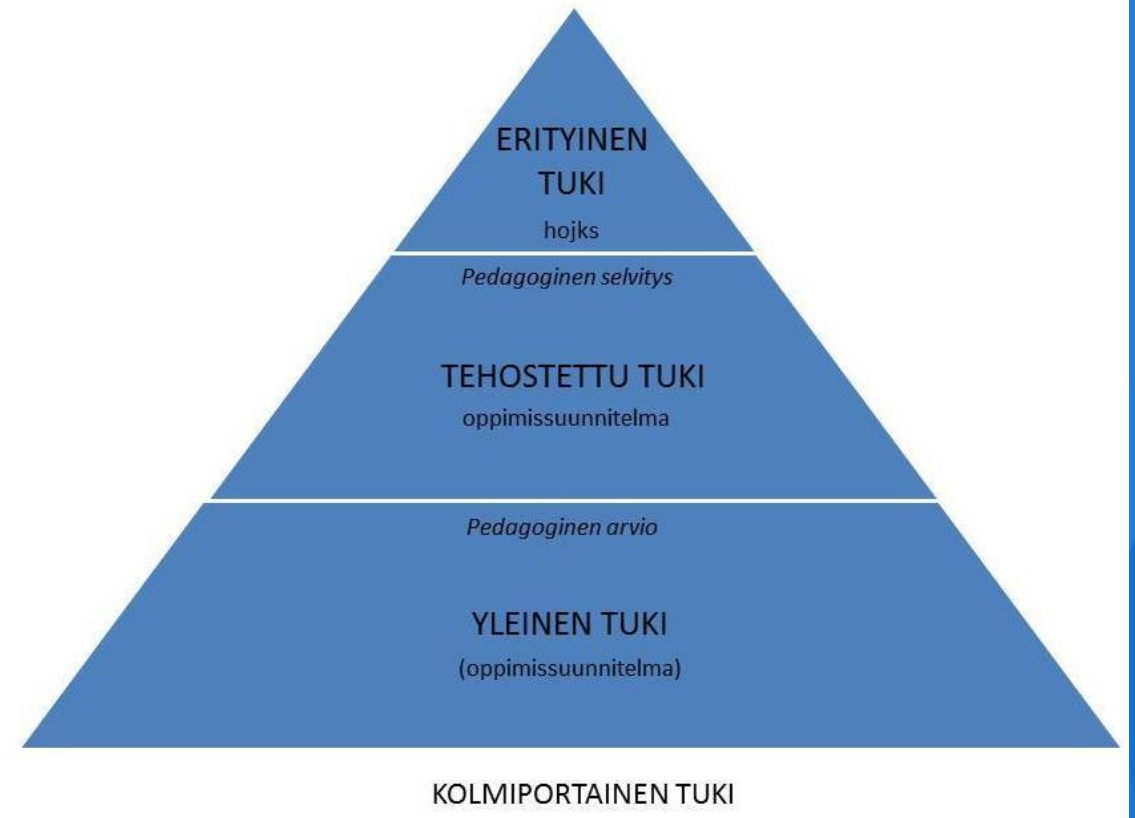 ERITYINEN
TUKI
hojks
Pedagoginen selvitys
TEHOSTETTU TUKI
oppimissuunnitelma
Pedagoginen arvio
YLEINEN TUKI
(oppimissuunnitelma)
KOLMIPORTAINEN TUKI